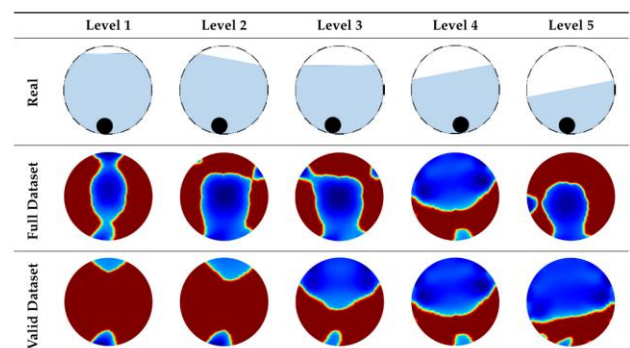 Level 1 Level 2 Level 3 Level 4 Level 5
Real
Full Dataset
Valid Dataset